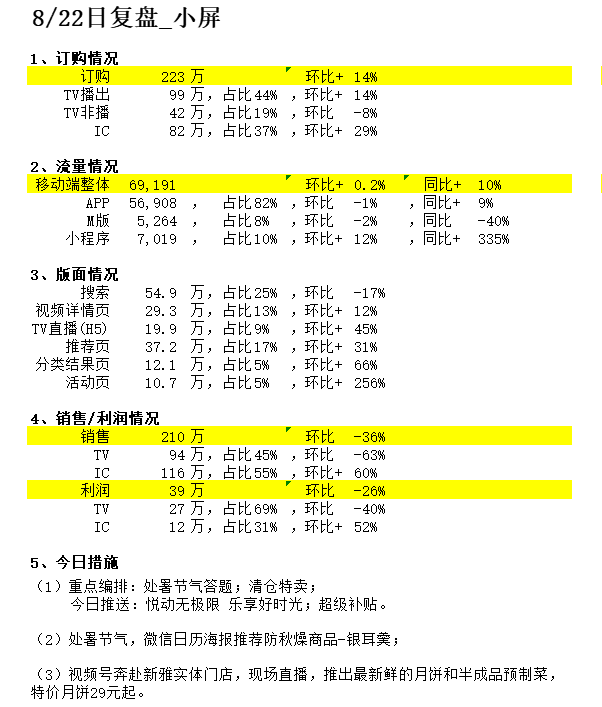 8/22日复盘_小屏
1、订购情况
订购 223 万 环比+ 14%
TV播出 99 万，占比44% ，环比+ 14%
TV非播 42 万，占比19% ，环比 -8%
IC 82 万，占比37% ，环比+ 29%
2、流量情况
移动端整体 69,191 环比+ 0.2% 同比+ 10%
APP 56,908 ， 占比82% ，环比 -1% ，同比+ 9%
M版 5,264 ， 占比8% ，环比 -2% ，同比 -40%
小程序 7,019 ， 占比10% ，环比+ 12% ，同比+ 335%
3、版面情况
搜索 54.9 万，占比25% ，环比 -17%
视频详情页 29.3 万，占比13% ，环比+ 12%
TV直播(H5) 19.9 万，占比9% ，环比+ 45%
推荐页 37.2 万，占比17% ，环比+ 31%
分类结果页 12.1 万，占比5% ，环比+ 66%
活动页 10.7 万，占比5% ，环比+ 256%
4、销售/利润情况
销售 210 万 环比 -36%
TV 94 万，占比45% ，环比 -63%
IC 116 万，占比55% ，环比+ 60%
利润 39 万 环比 -26%
TV 27 万，占比69% ，环比 -40%
IC 12 万，占比31% ，环比+ 52%
5、今日措施
（1）重点编排：处暑节气答题；清仓特卖；
今日推送：悦动无极限 乐享好时光；超级补贴。
（2）处暑节气，微信日历海报推荐防秋燥商品-银耳羹；
（3）视频号奔赴新雅实体门店，现场直播，推出最新鲜的月饼和半成品预制菜，
特价月饼29元起。